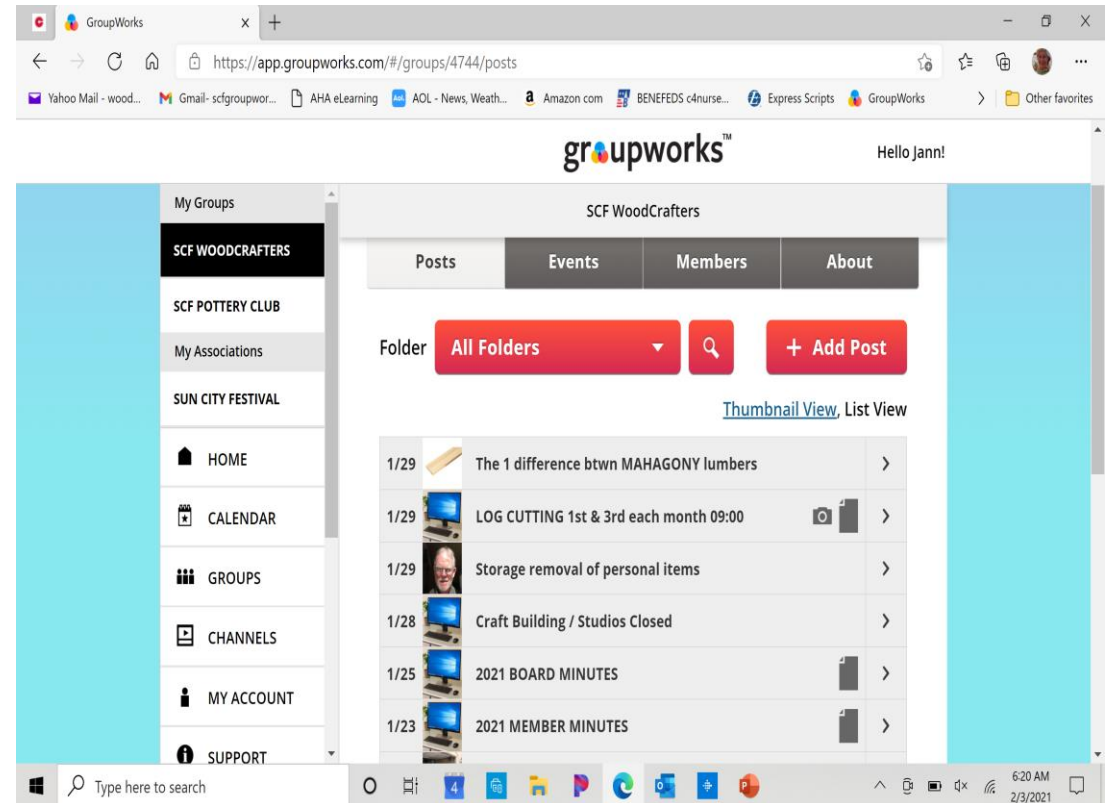 GroupWorks
https://app.groupworks.com/#/groups/4744/posts
Yahoo Mail - wood... Gmail- scfgroupwor... AHA eLearning AOL - News, Weath... Amazon com BENEFEDS c4nurse... Express Scripts GroupWorks Other favorites
groupworks™ Hello Jann!
My Groups
SCF WOODCRAFTERS
SCF POTTERY CLUB
My Associations
SUN CITY FESTIVAL
HOME
CALENDAR
GROUPS
CHANNELS
MY ACCOUNT
SUPPORT
SCF WoodCrafters
Posts Events Members About
Folder All Folders + Add Post
Thumbnail View, List View
1/29 The 1 difference btwn MAHAGONY lumbers
1/29 LOG CUTTING 1st & 3rd each month 09:00
1/29 Storage removal of personal items
1/28 Craft Building / Studios Closed
1/25 2021 BOARD MINUTES
1/23 2021 MEMBER MINUTES
Type here to search
4
6:20 AM
2/3/2021